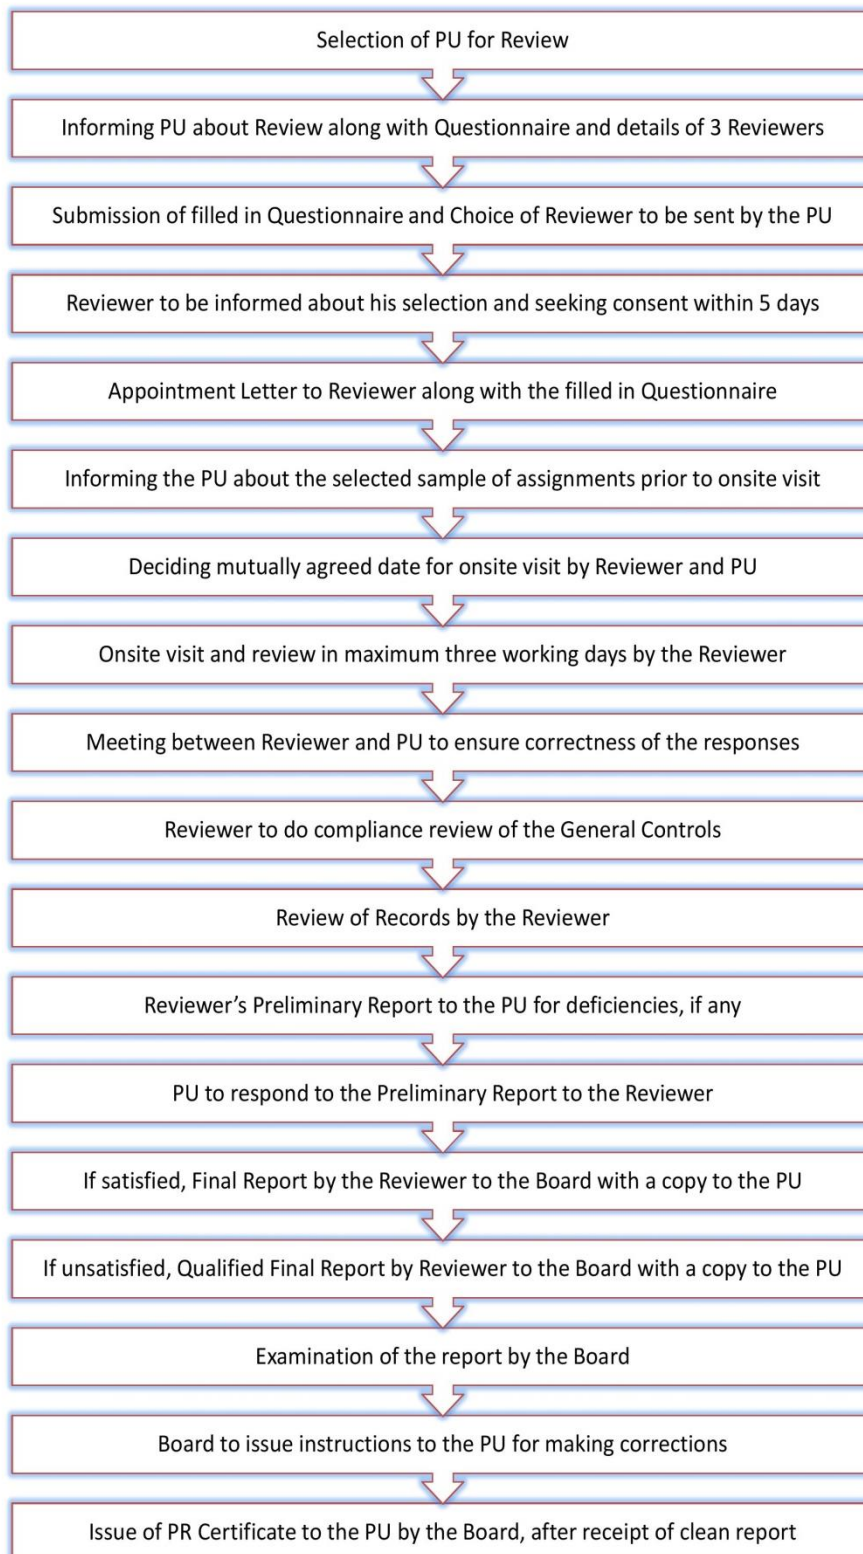 Selection of PU for Review
Informing PU about Review along with Questionnaire and details of 3 Reviewers
Submission of filled in Questionnaire and Choice of Reviewer to be sent by the PU
Reviewer to be informed about his selection and seeking consent within 5 days
Appointment Letter to Reviewer along with the filled in Questionnaire
Informing the PU about the selected sample of assignments prior to onsite visit
Deciding mutually agreed date for onsite visit by Reviewer and PU
Onsite visit and review in maximum three working days by the Reviewer
Meeting between Reviewer and PU to ensure correctness of the responses
Reviewer to do compliance review of the General Controls
Review of Records by the Reviewer
Reviewer’s Preliminary Report to the PU for deficiencies, if any
PU to respond to the Preliminary Report to the Reviewer
If satisfied, Final Report by the Reviewer to the Board with a copy to the PU
If unsatisfied, Qualified Final Report by Reviewer to the Board with a copy to the PU
Examination of the report by the Board
Board to issue instructions to the PU for making corrections
Issue of PR Certificate to the PU by the Board, after receipt of clean report